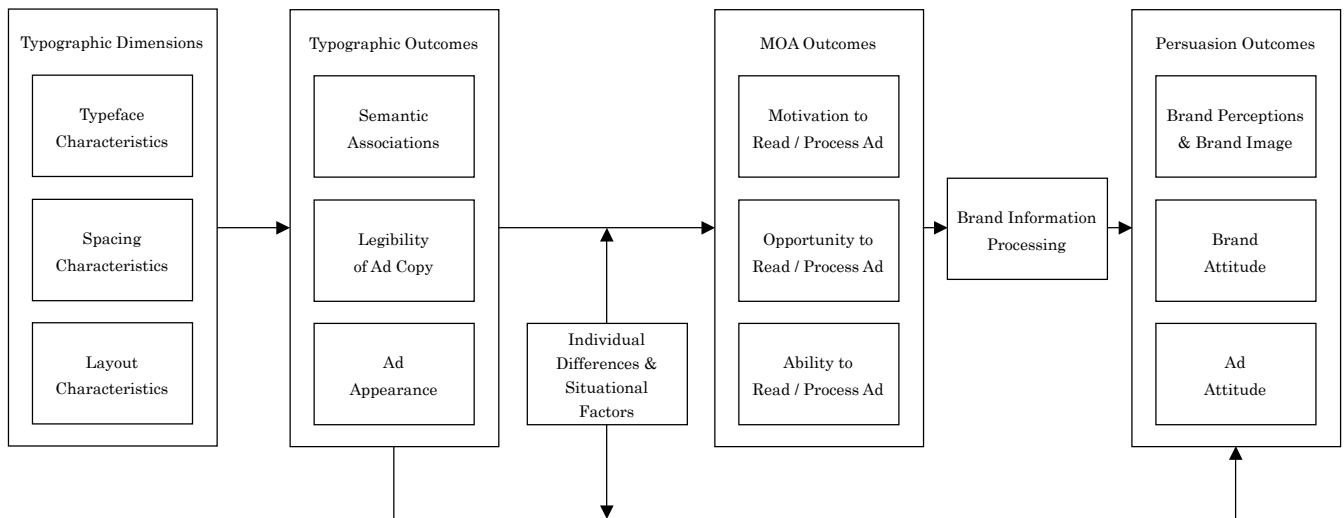 Typographic Dimensions
Typeface
Characteristics
Spacing
Characteristics
Layout
Characteristics
Typographic Outcomes
Semantic
Associations
Legibility
of Ad Copy
Ad
Appearance
Individual
Differences &
Situational
Factors
MOA Outcomes
Motivation to
Read / Process Ad
Opportunity to
Read / Process Ad
Ability to
Read / Process Ad
Brand Information
Processing
Persuasion Outcomes
Brand Perceptions
& Brand Image
Brand
Attitude
Ad
Attitude